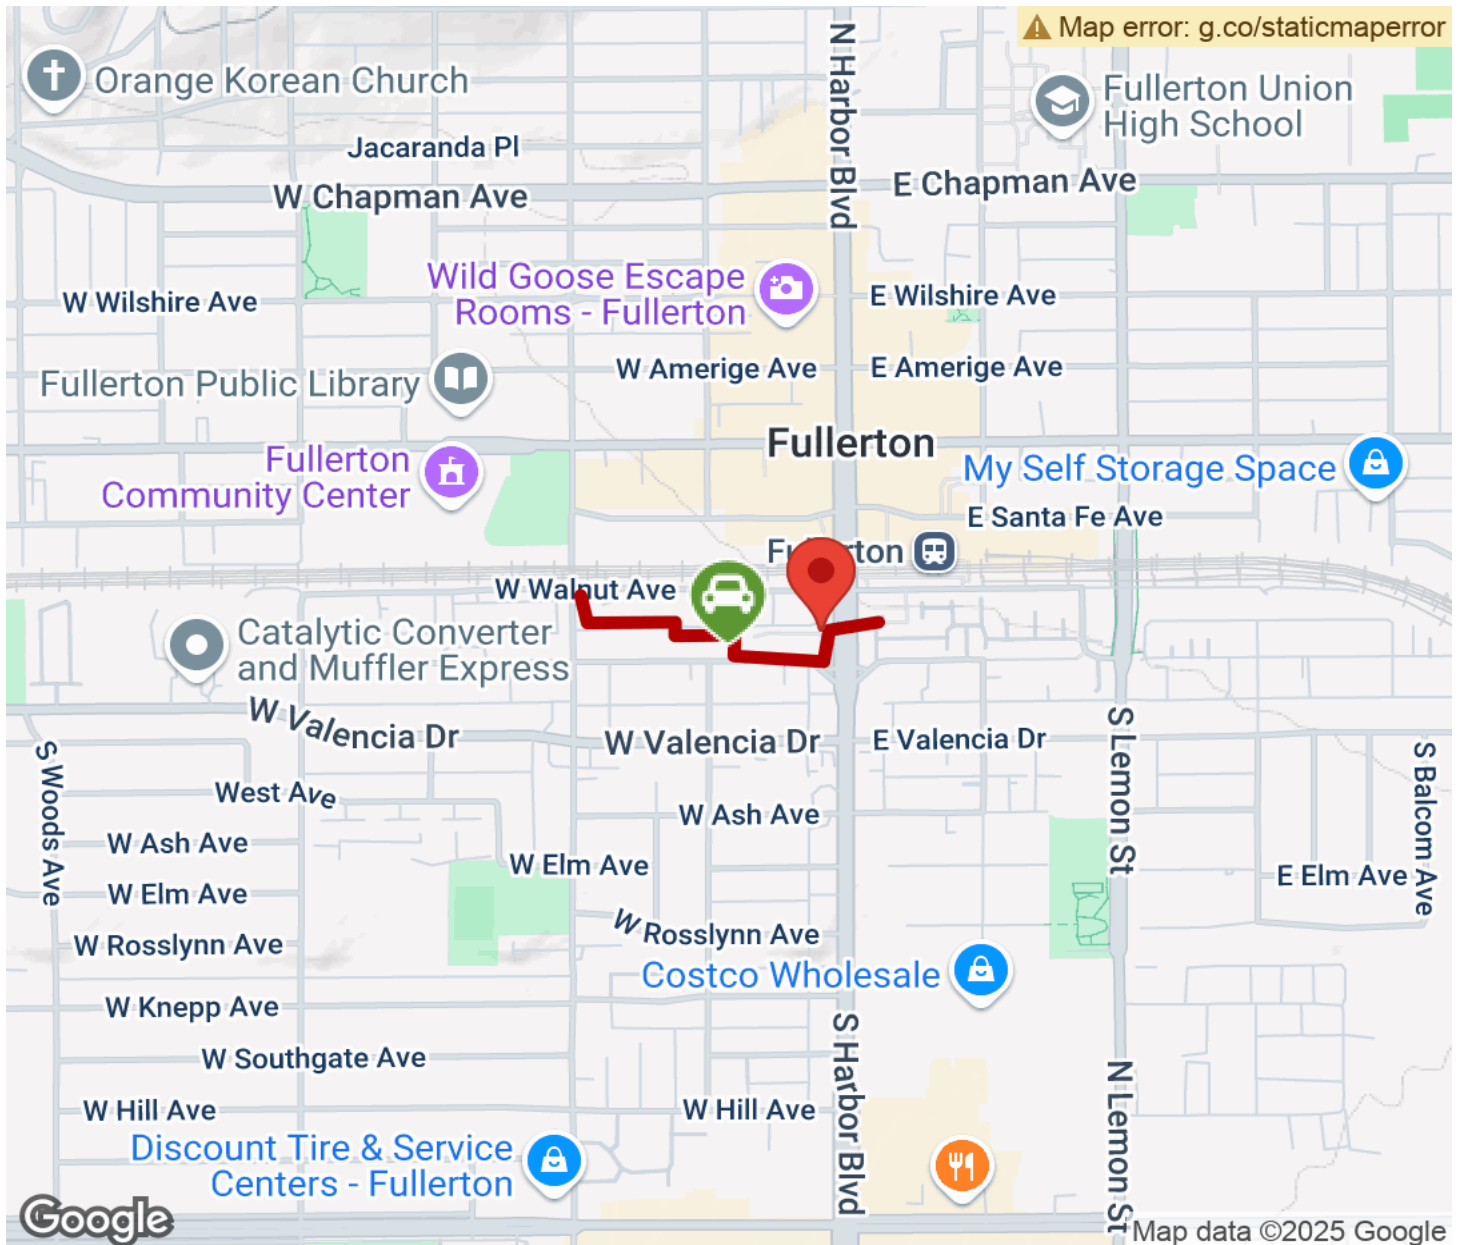 Map error: g.co/staticmaperror
N Harbor Blvd
Orange Korean Church
Fullerton Union
High School
Jacaranda Pl
W Chapman Ave
E Chapman Ave
Wild Goose Escape
Rooms - Fullerton
W Wilshire Ave
E Wilshire Ave
W Amerige Ave
E Amerige Ave
Fullerton Public Library
Fullerton
Fullerton
Community Center
My Self Storage Space
E Santa Fe Ave
W Walnut Ave
Catalytic Converter
and Muffler Express
W Valencia Dr
W Valencia Dr
E Valencia Dr
S Woods Ave
S Lemon St
S Balcom Ave
West Ave
W Ash Ave
W Ash Ave
W Elm Ave
W Elm Ave
E Elm Ave
W Rosslynn Ave
W Rosslynn Ave
Costco Wholesale
W Knepp Ave
S Harbor Blvd
W Southgate Ave
N Lemon St
W Hill Ave
W Hill Ave
Discount Tire & Service
Centers - Fullerton
Google
Map data ©2025 Google